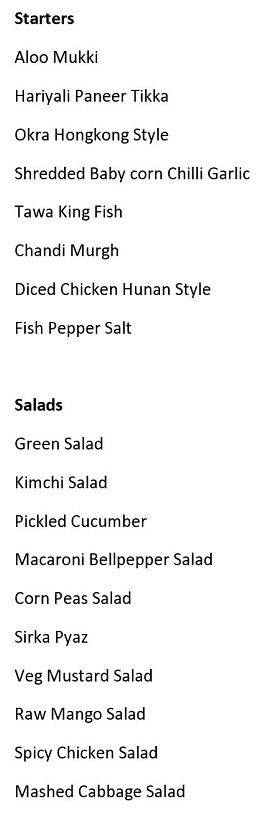 Starters
Aloo Mukki
Hariyali Paneer Tikka
Okra Hongkong Style
Shredded Baby corn Chilli Garlic
Tawa King Fish
Chandi Murgh
Diced Chicken Hunan Style
Fish Pepper Salt
Salads
Green Salad
Kimchi Salad
Pickled Cucumber
Macaroni Bellpepper Salad
Corn Peas Salad
Sirka Pyaz
Veg Mustard Salad
Raw Mango Salad
Spicy Chicken Salad
Mashed Cabbage Salad